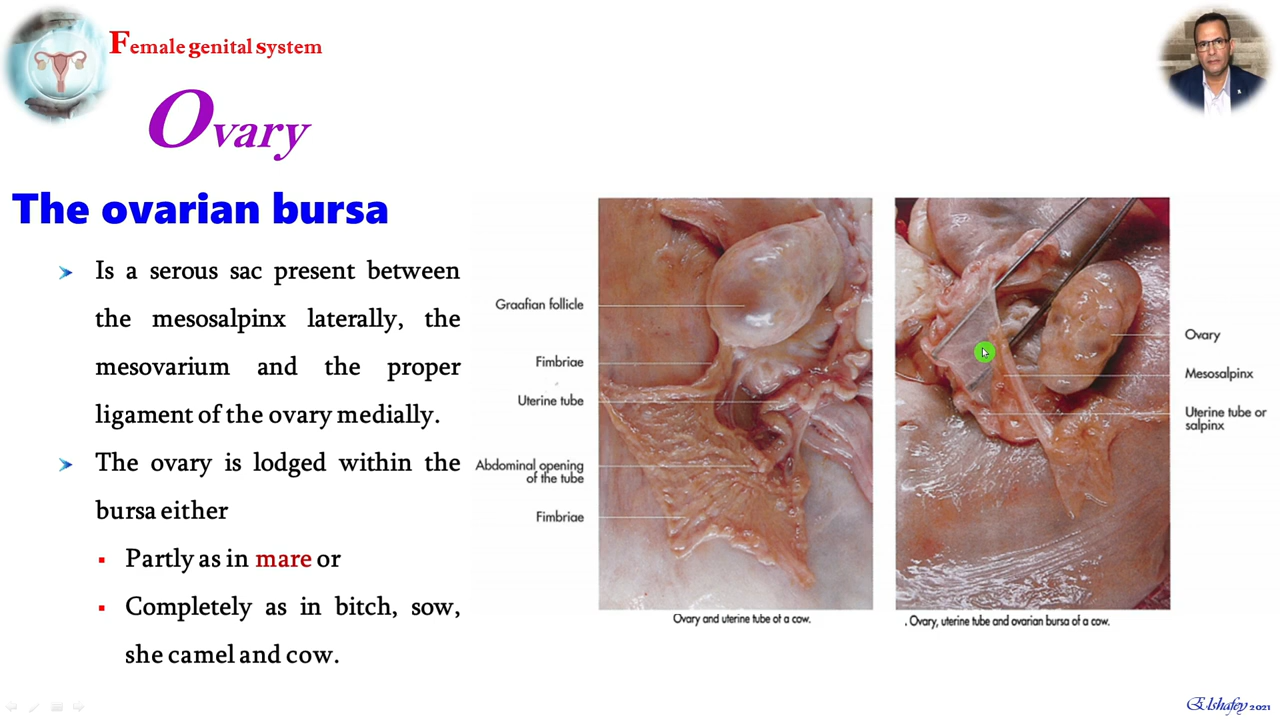 Female genital system
Ovary
The ovarian bursa
Is a serous sac present between
the mesosalpinx laterally, the
mesovarium and the proper
ligament of the ovary medially.
The ovary is lodged within the
bursa either
Partly as in mare or
Completely as in bitch, sow,
she camel and cow.
Graafian follicle
Fimbriae
Uterine tube
Abdominal opening
of the tube
Fimbriae
Ovary and uterine tube of a cow.
Ovary
Mesosalpinx
Uterine tube or
salpinx
. Ovary, uterine tube and ovarian bursa of a cow.
Elshafey 2021